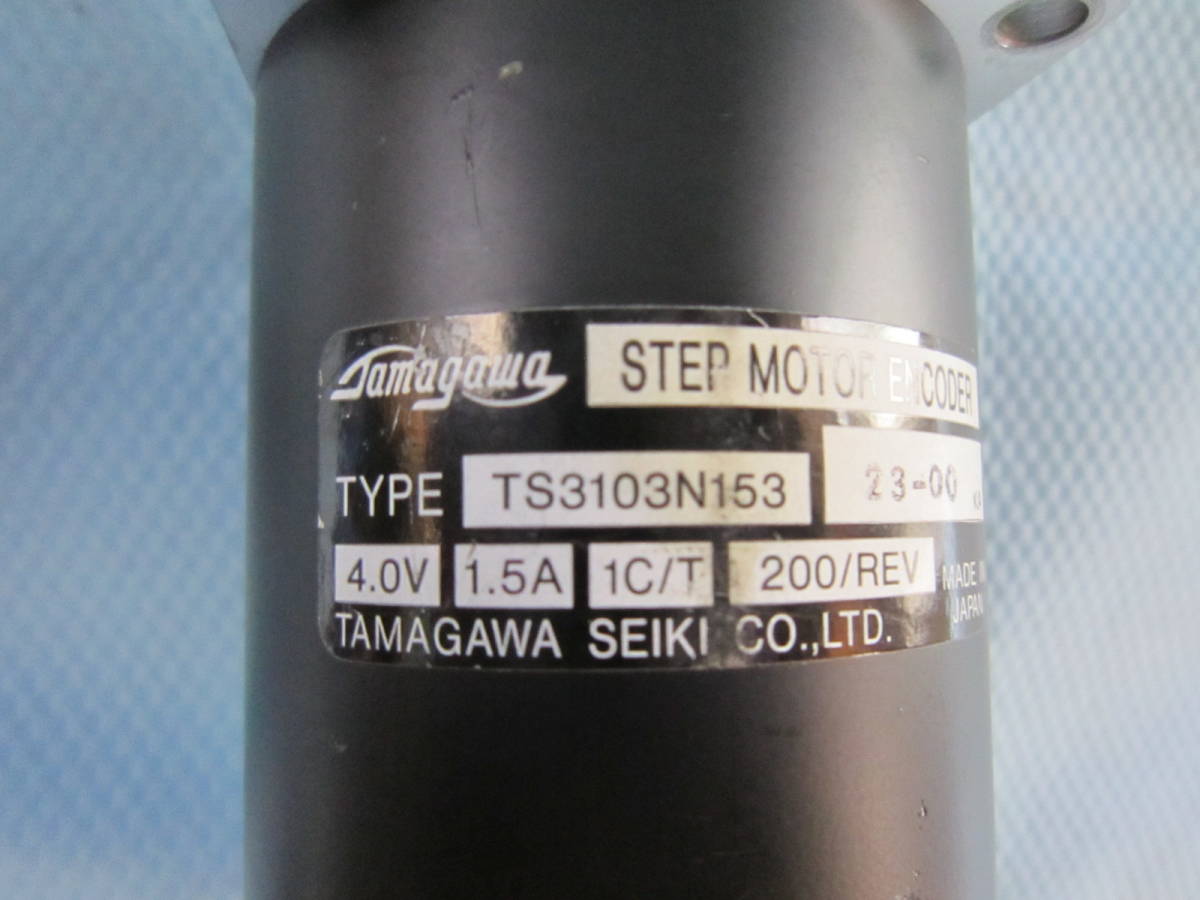 Tamagawa STEP MOTOR ENCODER
TYPE TS3103N153 23-00 KA
4.0V 1.5A 1C/T 200/REV MADE IN
JAPAN
TAMAGAWA SEIKI CO.,LTD.